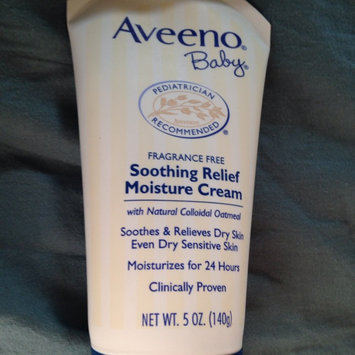 Aveeno®
Baby®
PEDIATRICIAN
Aveeno
RECOMMENDED®
FRAGRANCE FREE
Soothing Relief
Moisture Cream
with Natural Colloidal Oatmeal
Soothes & Relieves Dry Skin
Even Dry Sensitive Skin
Moisturizes for 24 Hours
Clinically Proven
NET WT. 5 OZ. (140g)